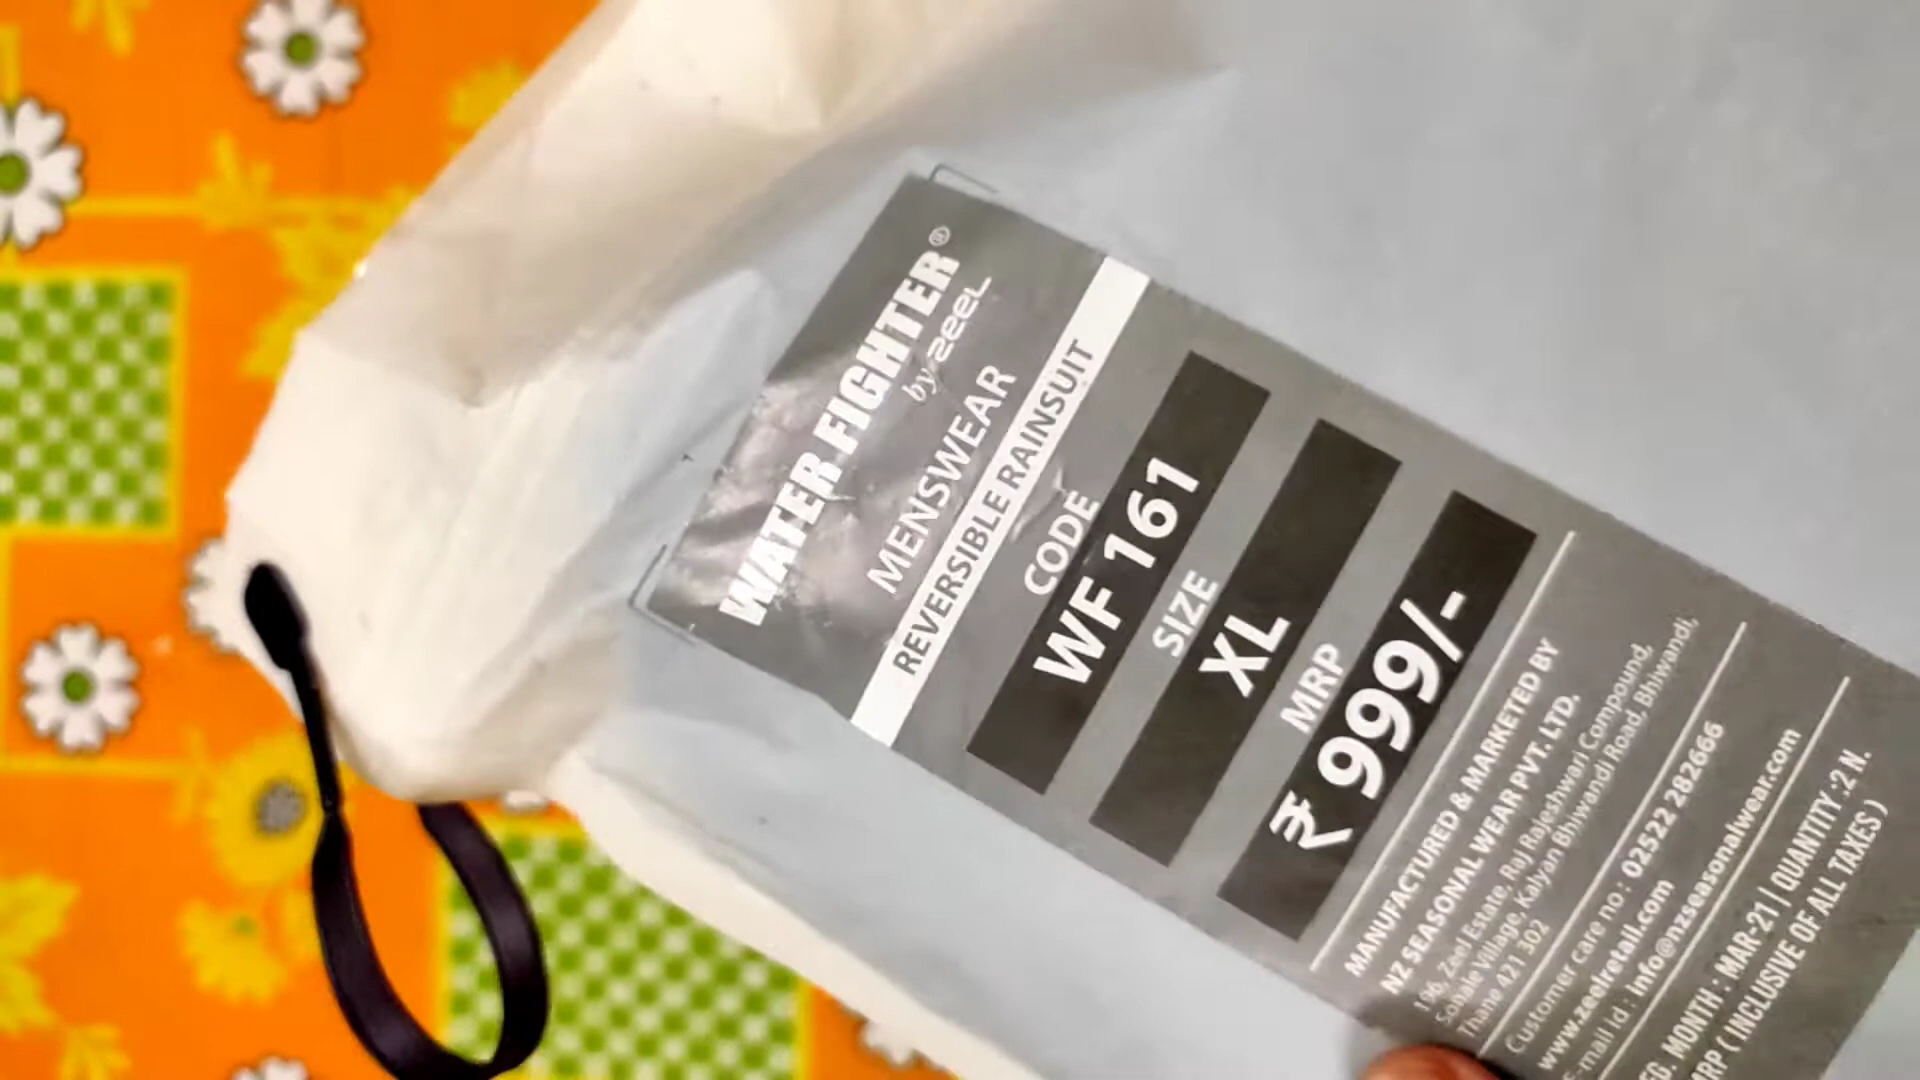 WATER FIGHTER®
by zeel
MENSWEAR
REVERSIBLE RAINSUIT
CODE
WF 161
SIZE
XL
MRP
₹ 999/-
MANUFACTURED & MARKETED BY
NZ SEASONAL WEAR PVT. LTD.
196, Zeel Estate, Raj Rajeshwari Compound,
Sonale Village, Kalyan Bhiwandi Road, Bhiwandi,
Thane 421 302
Customer care no: 02522 282666
www.zeelretail.com
E-mail id : info@nzseasonalwear.com
MONTH : MAR-21 | QUANTITY :2 N.
( INCLUSIVE OF ALL TAXES )